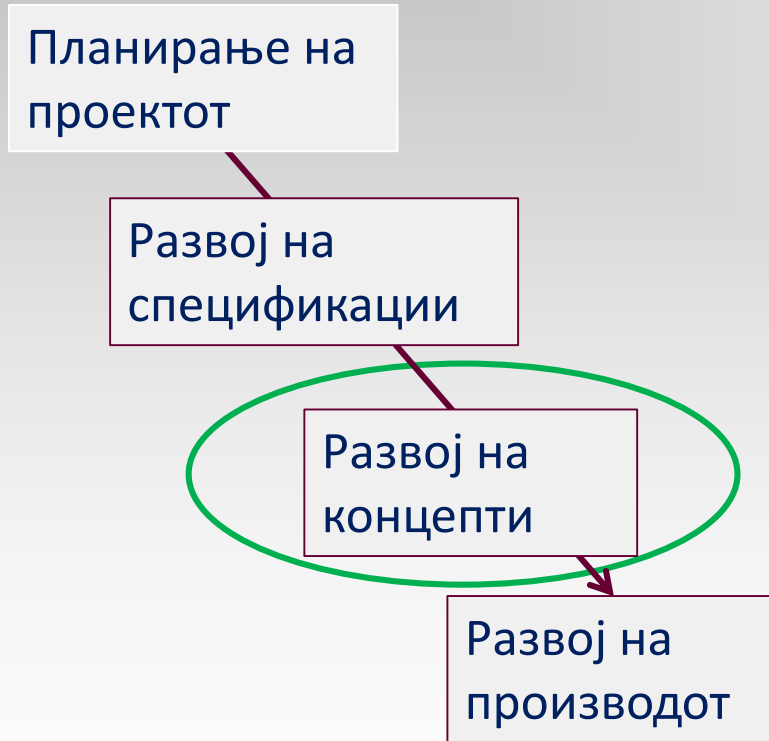 Планирање на
проектот
Развој на
спецификации
Развој на
концепти
Развој на
производот